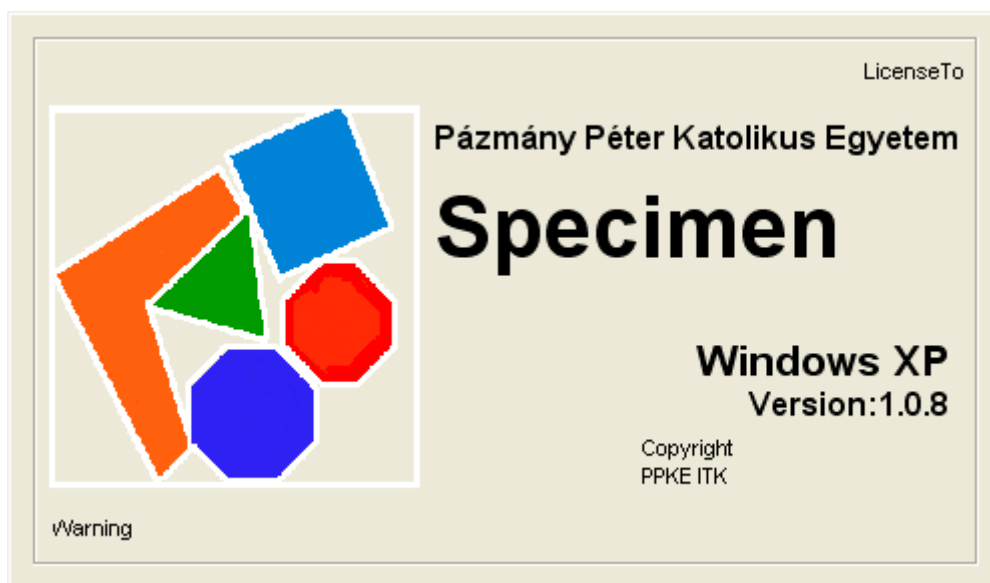 LicenseTo
Pázmány Péter Katolikus Egyetem
Specimen
Windows XP
Version:1.0.8
Copyright
PPKE ITK
Warning